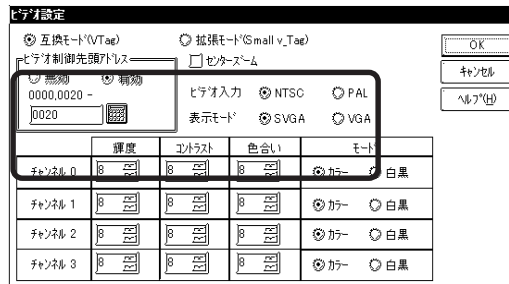 ビデオ設定
互換モード(VTag) 拡張モード(Small v_Tag) OK
ビデオ制御先頭アドレス センターズーム キャンセル
無効 有効 ヘルプ(H)
0000,0020 - ビデオ入力 NTSC PAL
0020 表示モード SVGA VGA
輝度 コントラスト 色合い モード
チャンネル 0 8 8 8 カラー 白黒
チャンネル 1 8 8 8 カラー 白黒
チャンネル 2 8 8 8 カラー 白黒
チャンネル 3 8 8 8 カラー 白黒